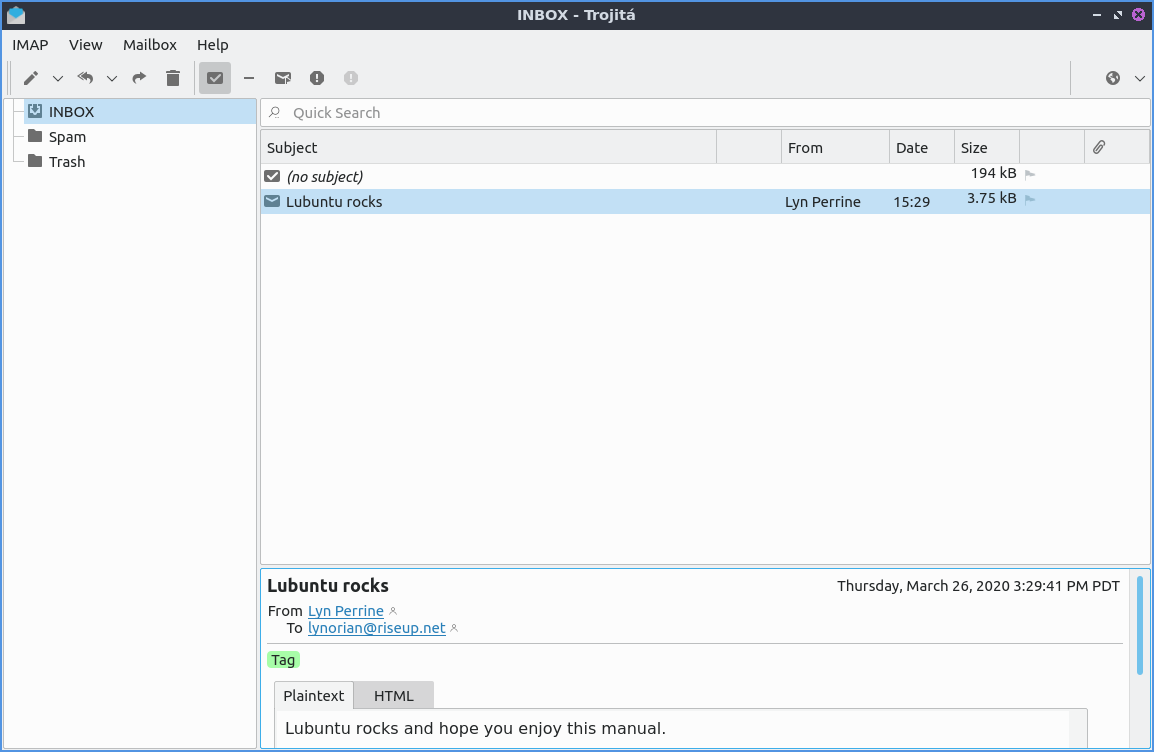 INBOX - Trojitá
IMAP View Mailbox Help
INBOX
Spam
Trash
Quick Search
Subject From Date Size
(no subject) 194 kB
Lubuntu rocks Lyn Perrine 15:29 3.75 kB
Lubuntu rocks Thursday, March 26, 2020 3:29:41 PM PDT
From Lyn Perrine
To lynorian@riseup.net
Tag
Plaintext HTML
Lubuntu rocks and hope you enjoy this manual.